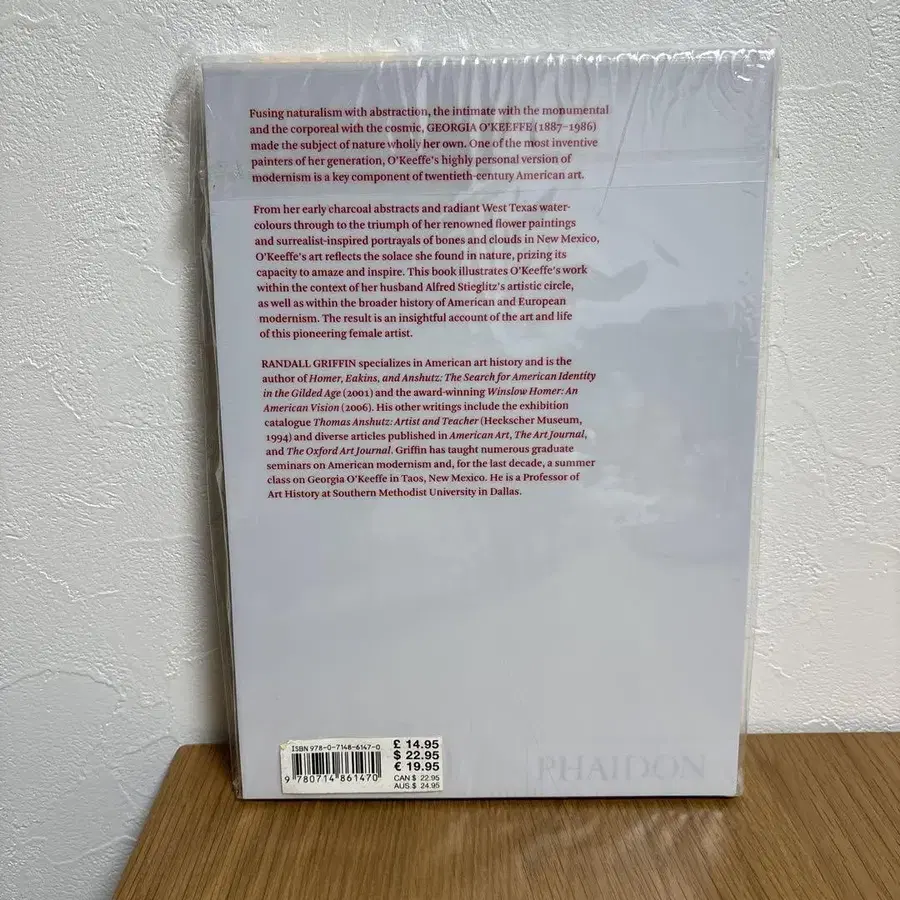 Fusing naturalism with abstraction, the intimate with the monumental
and the corporeal with the cosmic, GEORGIA O'KEEFFE (1887–1986)
made the subject of nature wholly her own. One of the most inventive
painters of her generation, O'Keeffe's highly personal version of
modernism is a key component of twentieth-century American art.
From her early charcoal abstracts and radiant West Texas water-
colours through to the triumph of her renowned flower paintings
and surrealist-inspired portrayals of bones and clouds in New Mexico,
O'Keeffe's art reflects the solace she found in nature, prizing its
capacity to amaze and inspire. This book illustrates O'Keeffe's work
within the context of her husband Alfred Stieglitz's artistic circle,
as well as within the broader history of American and European
modernism. The result is an insightful account of the art and life
of this pioneering female artist.
RANDALL GRIFFIN specializes in American art history and is the
author of Homer, Eakins, and Anshutz: The Search for American Identity
in the Gilded Age (2001) and the award-winning Winslow Homer: An
American Vision (2006). His other writings include the exhibition
catalogue Thomas Anshutz: Artist and Teacher (Heckscher Museum,
1994) and diverse articles published in American Art, The Art Journal,
and The Oxford Art Journal. Griffin has taught numerous graduate
seminars on American modernism and, for the last decade, a summer
class on Georgia O'Keeffe in Taos, New Mexico. He is a Professor of
Art History at Southern Methodist University in Dallas.
ISBN 978-0-7148-6147-0
9 780714 861470
£ 14.95
$ 22.95
€ 19.95
CAN $ 22.95
AUS $ 24.95
PHAIDON